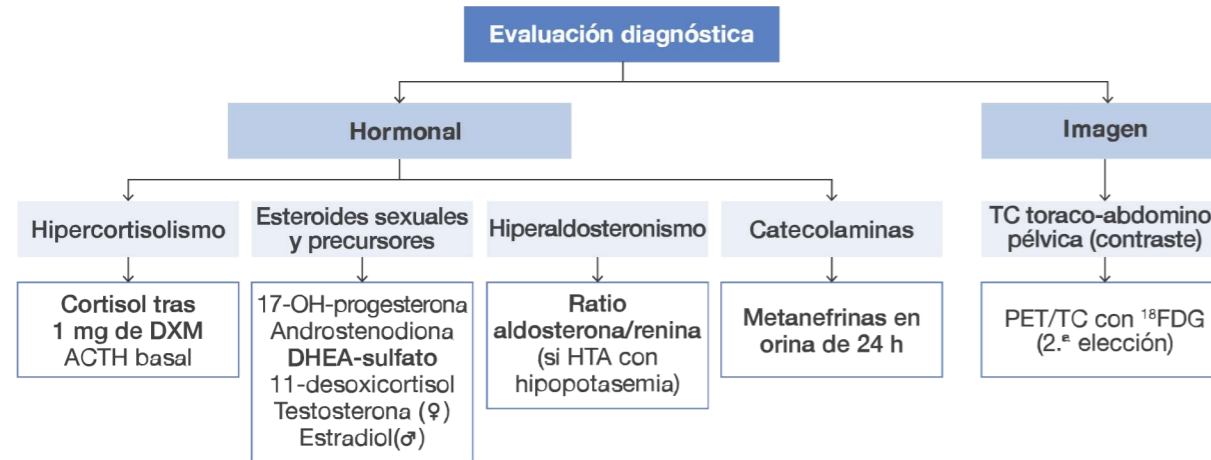 Evaluación diagnóstica
Hormonal
Imagen
Hipercortisolismo
Esteroides sexuales
y precursores
Hiperaldosteronismo
Catecolaminas
TC toraco-abdomino
pélvica (contraste)
Cortisol tras
1 mg de DXM
ACTH basal
17-OH-progesterona
Androstenodiona
DHEA-sulfato
11-desoxicortisol
Testosterona (♀)
Estradiol(♂)
Ratio
aldosterona/renina
(si HTA con
hipopotasemia)
Metanefrinas en
orina de 24 h
PET/TC con ¹⁸FDG
(2.ª elección)